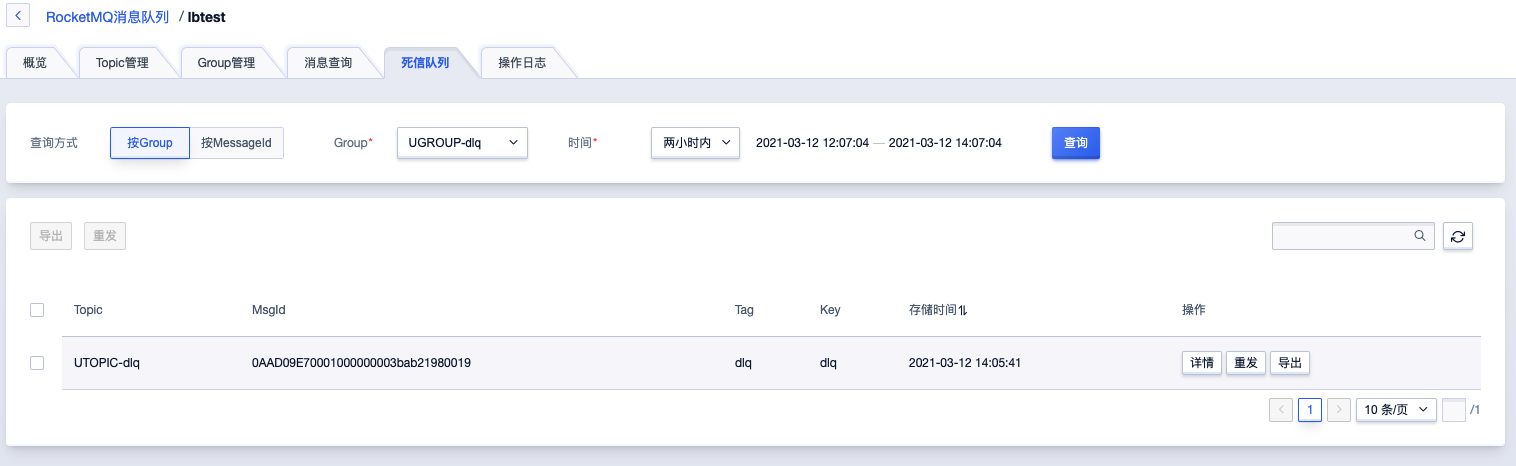 RocketMQ消息队列 / lbtest
概览 Topic管理 Group管理 消息查询 死信队列 操作日志
查询方式 按Group 按MessageId Group* UGROUP-dlq 时间* 两小时内 2021-03-12 12:07:04 — 2021-03-12 14:07:04 查询
导出 重发
Topic MsgId Tag Key 存储时间 操作
UTOPIC-dlq 0AAD09E70001000000003bab21980019 dlq dlq 2021-03-12 14:05:41 详情 重发 导出
1 10 条/页 /1